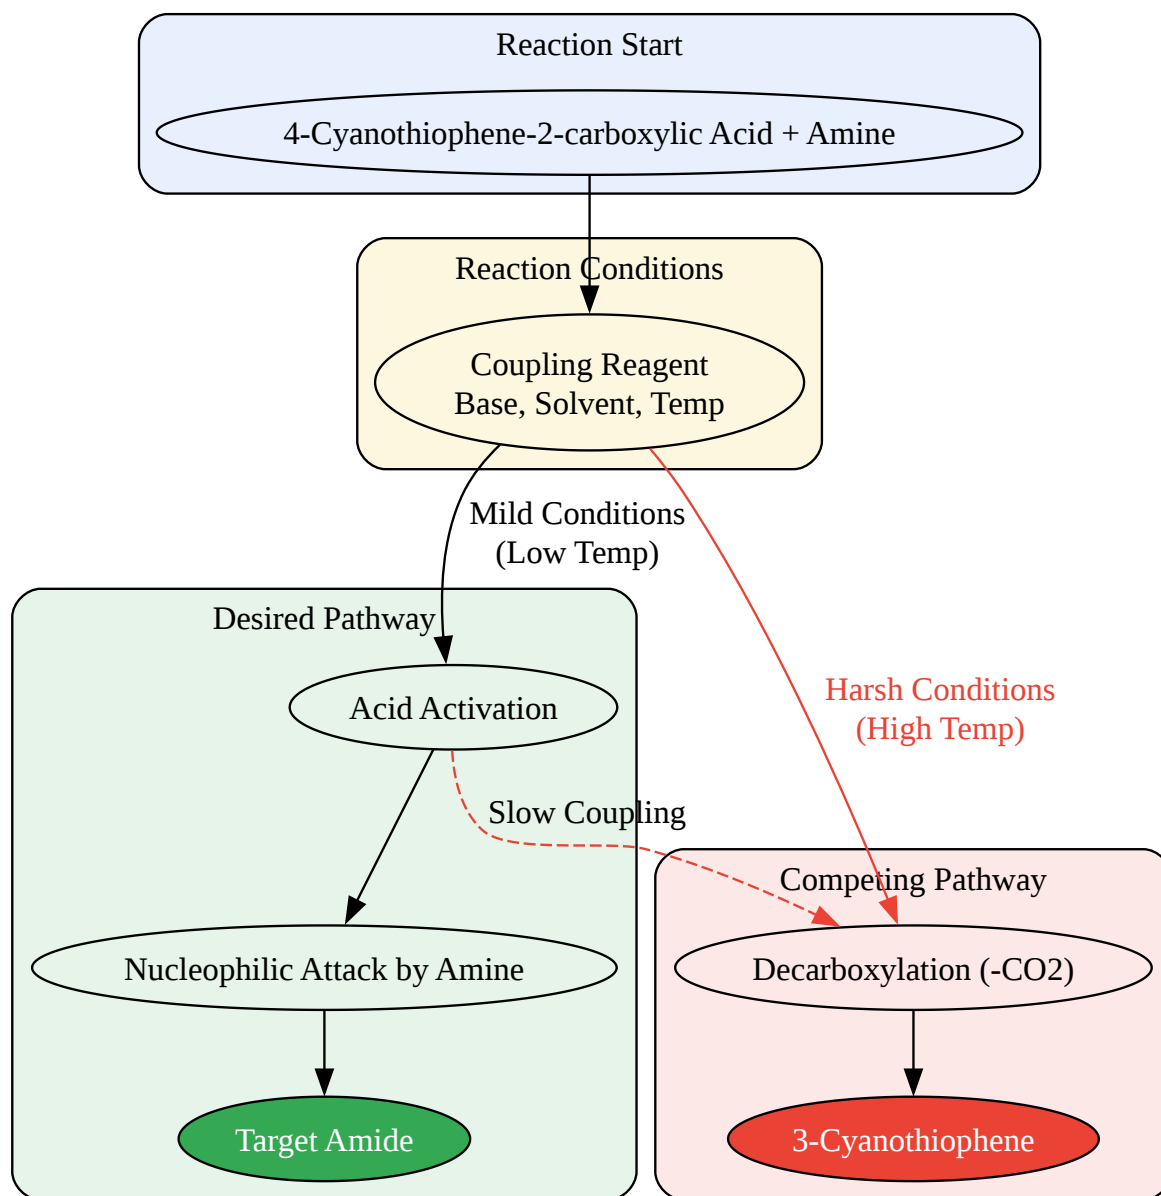 Reaction Start
4-Cyanothiophene-2-carboxylic Acid + Amine
Reaction Conditions
Coupling Reagent
Base, Solvent, Temp
Mild Conditions
(Low Temp)
Desired Pathway
Acid Activation
Harsh Conditions
(High Temp)
Slow Coupling
Competing Pathway
Nucleophilic Attack by Amine
Decarboxylation (-CO2)
Target Amide
3-Cyanothiophene